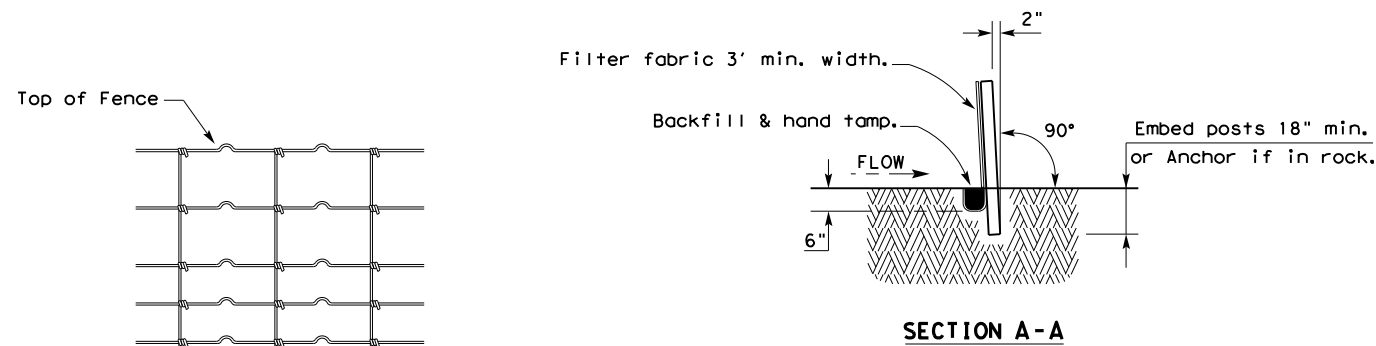 Top of Fence
2"
Filter fabric 3' min. width.
Backfill & hand tamp.
90°
Embed posts 18" min.
or Anchor if in rock.
FLOW
6"
SECTION A-A